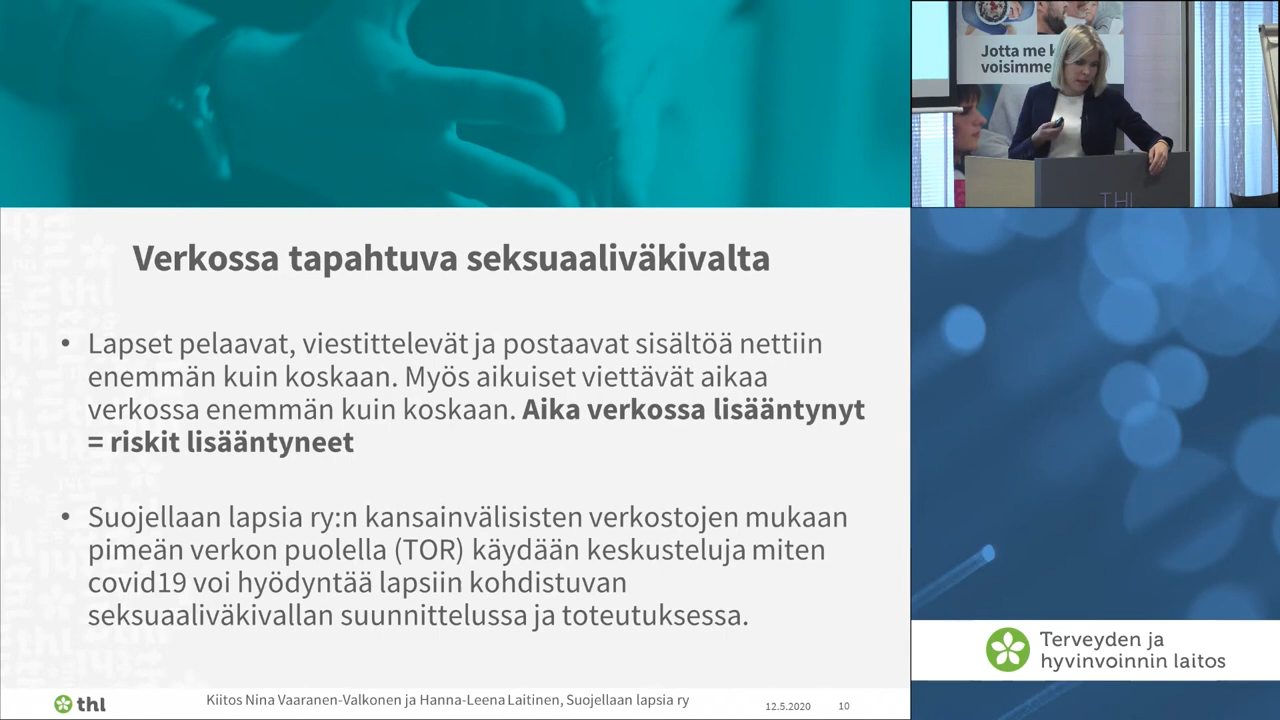 Jotta me k
voisimme
THL
Verkossa tapahtuva seksuaaliväkivalta
• Lapset pelaavat, viestittelevät ja postaavat sisältöä nettiin
enemmän kuin koskaan. Myös aikuiset viettävät aikaa
verkossa enemmän kuin koskaan. Aika verkossa lisääntynyt
= riskit lisääntyneet
• Suojellaan lapsia ry:n kansainvälisisten verkostojen mukaan
pimeän verkon puolella (TOR) käydään keskusteluja miten
covid19 voi hyödyntää lapsiin kohdistuvan
seksuaaliväkivallan suunnittelussa ja toteutuksessa.
Terveyden ja
hyvinvoinnin laitos
thl
Kiitos Nina Vaaranen-Valkonen ja Hanna-Leena Laitinen, Suojellaan lapsia ry
12.5.2020
10